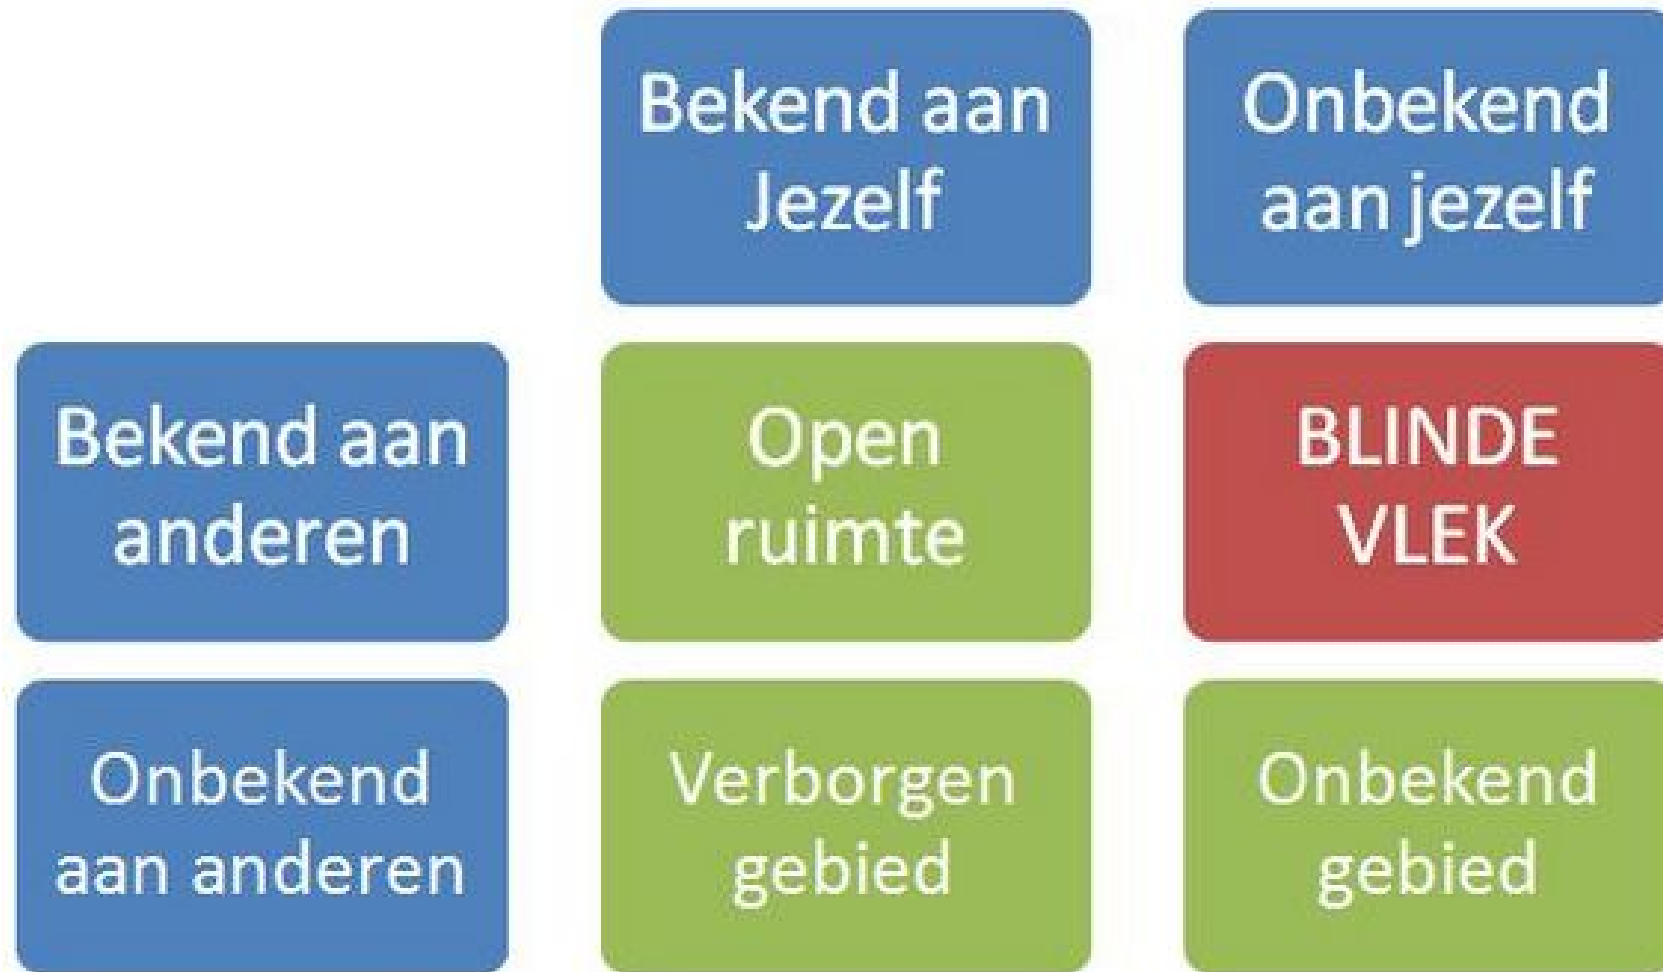 Bekend aan
Jezelf
Onbekend
aan jezelf
Bekend aan
anderen
Open
ruimte
BLINDE
VLEK
Onbekend
aan anderen
Verborgen
gebied
Onbekend
gebied